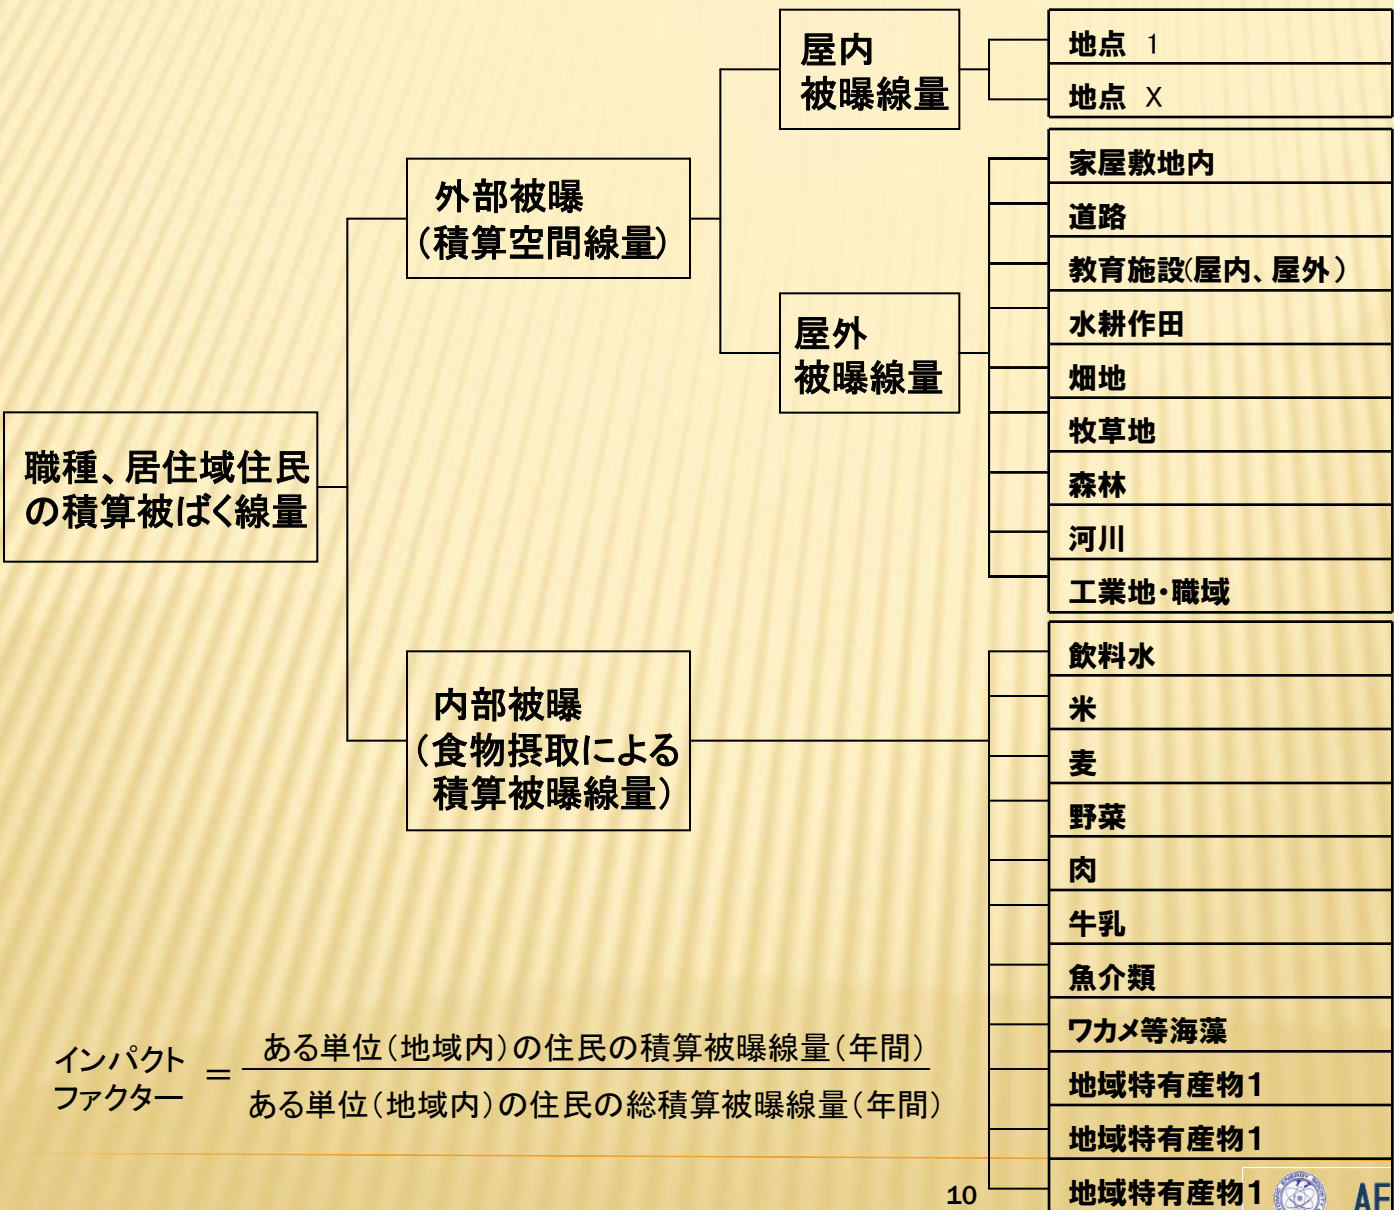 職種、居住域住民
の積算被ばく線量
外部被曝
(積算空間線量)
屋内
被曝線量
地点 1
地点 X
屋外
被曝線量
家屋敷地内
道路
教育施設(屋内、屋外)
水耕作田
畑地
牧草地
森林
河川
工業地・職域
内部被曝
(食物摂取による
積算被曝線量)
飲料水
米
麦
野菜
肉
牛乳
魚介類
ワカメ等海藻
地域特有産物1
地域特有産物1
地域特有産物1
インパクト
ファクター
=
ある単位(地域内)の住民の積算被曝線量(年間)
ある単位(地域内)の住民の総積算被曝線量(年間)
10